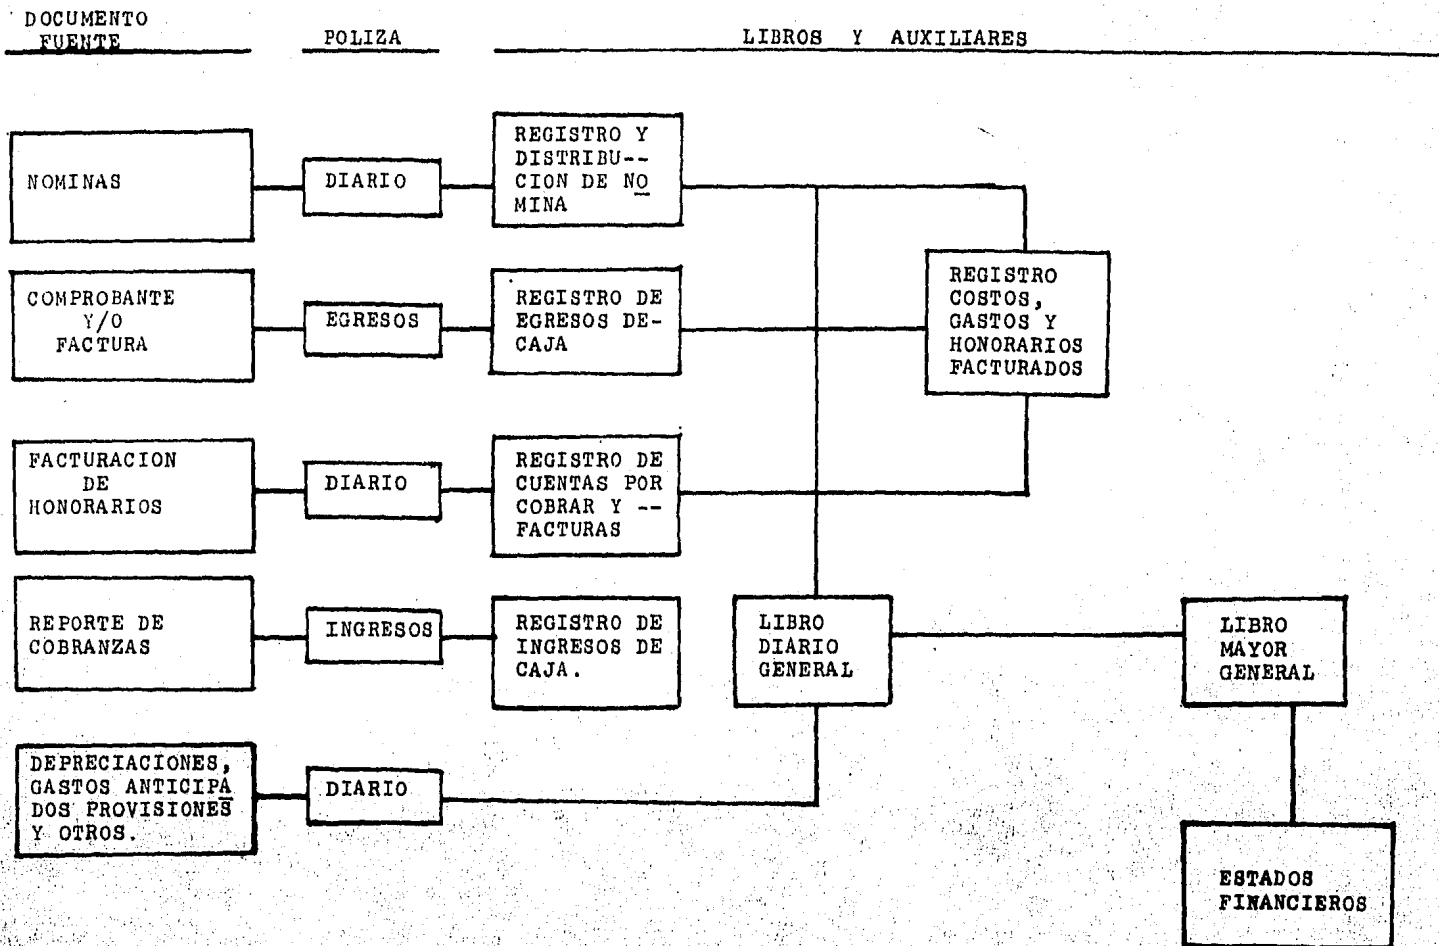 DOCUMENTO
FUENTE
POLIZA
LIBROS Y AUXILIARES
NOMINAS
DIARIO
REGISTRO Y
DISTRIBU--
CION DE NO
MINA
COMPROBANTE
Y/O
FACTURA
EGRESOS
REGISTRO DE
EGRESOS DE-
CAJA
REGISTRO
COSTOS,
GASTOS Y
HONORARIOS
FACTURADOS
FACTURACION
DE
HONORARIOS
DIARIO
REGISTRO DE
CUENTAS POR
COBRAR Y --
FACTURAS
REPORTE DE
COBRANZAS
INGRESOS
REGISTRO DE
INGRESOS DE
CAJA.
LIBRO
DIARIO
GENERAL
LIBRO
MAYOR
GENERAL
DEPRECIACIONES,
GASTOS ANTICIPA
DOS PROVISIONES
Y OTROS.
DIARIO
ESTADOS
FINANCIEROS